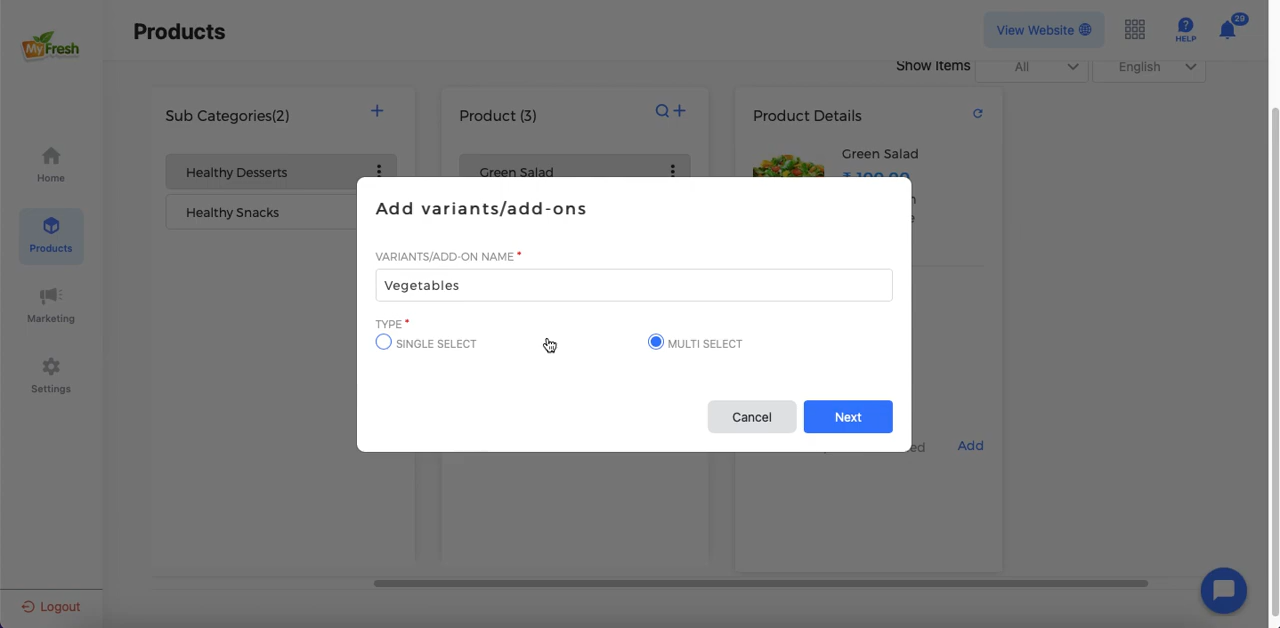 MyFresh
Products
View Website
HELP
29
Show Items
All
English
Home
Products
Marketing
Settings
Logout
Sub Categories(2)
Healthy Desserts
Healthy Snacks
Product (3)
Green Salad
Product Details
Green Salad
₹ 100.00
Add variants/add-ons
VARIANTS/ADD-ON NAME *
Vegetables
TYPE *
SINGLE SELECT
MULTI SELECT
Cancel
Next
Add